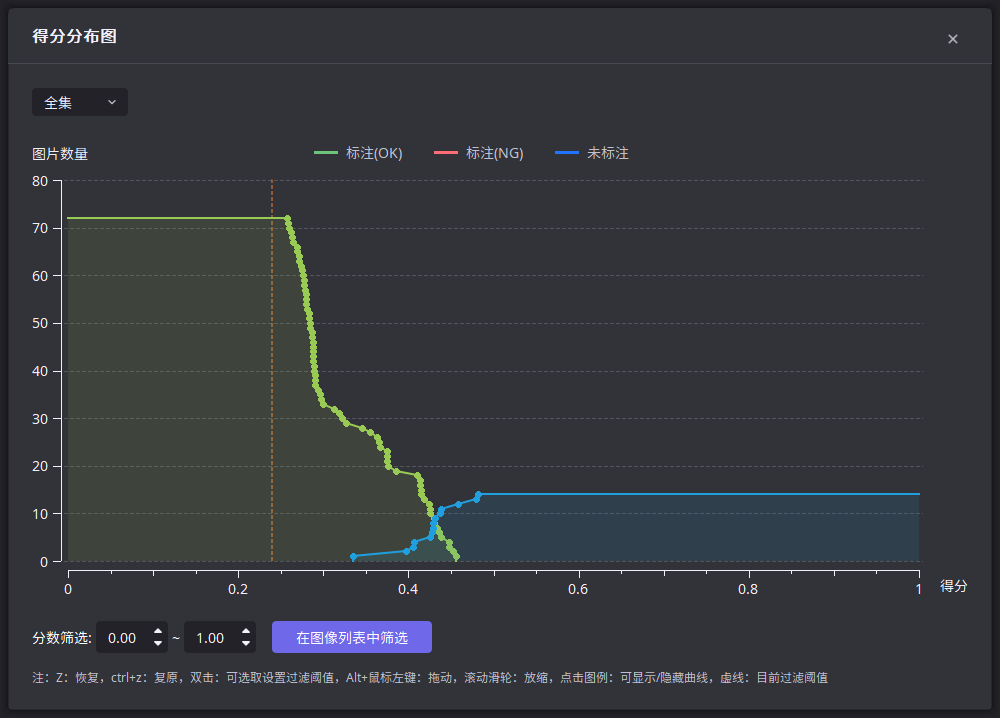 得分分布图
全集
图片数量
标注(OK) 标注(NG) 未标注
80
70
60
50
40
30
20
10
0
0 0.2 0.4 0.6 0.8 1 得分
分数筛选: 0.00 ~ 1.00 在图像列表中筛选
注：Z：恢复，ctrl+z：复原，双击：可选取设置过滤阈值，Alt+鼠标左键：拖动，滚动滑轮：放缩，点击图例：可显示/隐藏曲线，虚线：目前过滤阈值